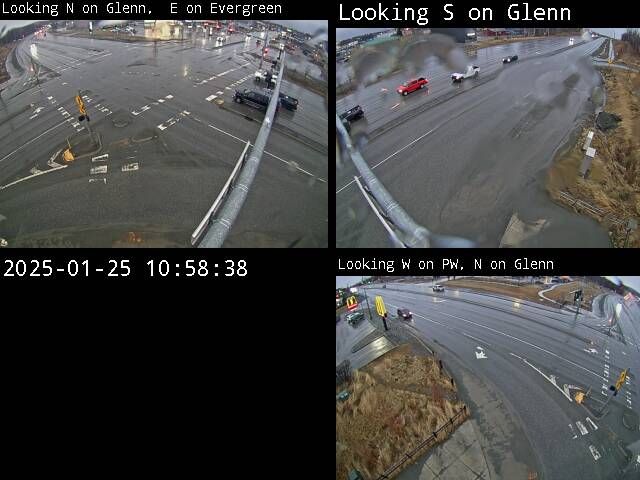 Looking N on Glenn,  E on Evergreen
Looking S on Glenn
2025-01-25 10:58:38
Looking W on PW, N on Glenn